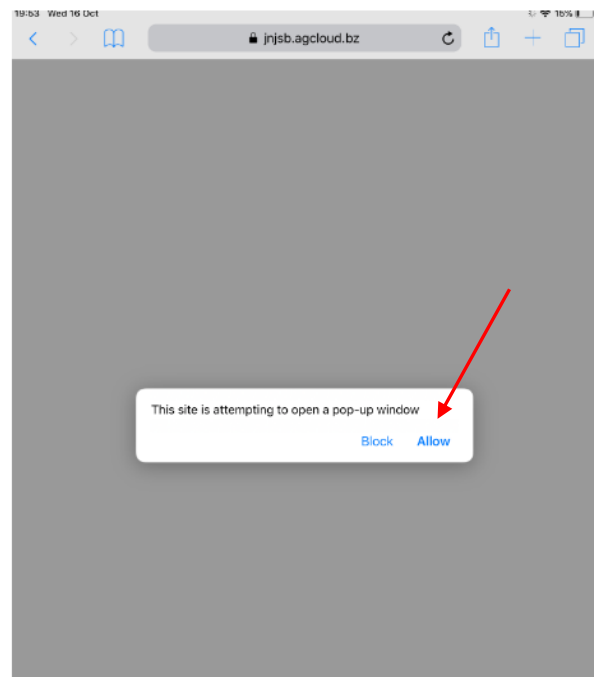 19:53 Wed 16 Oct
15%
jnjsb.agcloud.bz
This site is attempting to open a pop-up window
Block Allow